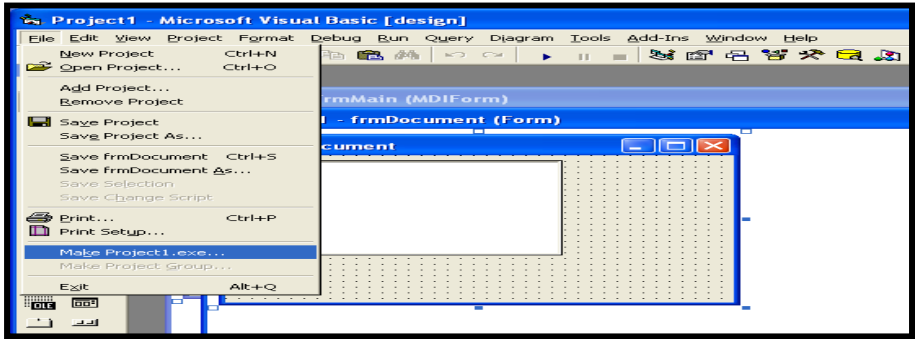 Project1 - Microsoft Visual Basic [design]
File Edit View Project Format Debug Run Query Diagram Tools Add-Ins Window Help
New Project Ctrl+N
Open Project... Ctrl+O
Add Project...
Remove Project
Save Project
Save Project As...
Save frmDocument Ctrl+S
Save frmDocument As...
Save Selection
Save Change Script
Print... Ctrl+P
Print Setup...
Make Project1.exe...
Make Project Group...
Exit Alt+Q
rmMain (MDIForm)
- frmDocument (Form)
cument
OLE